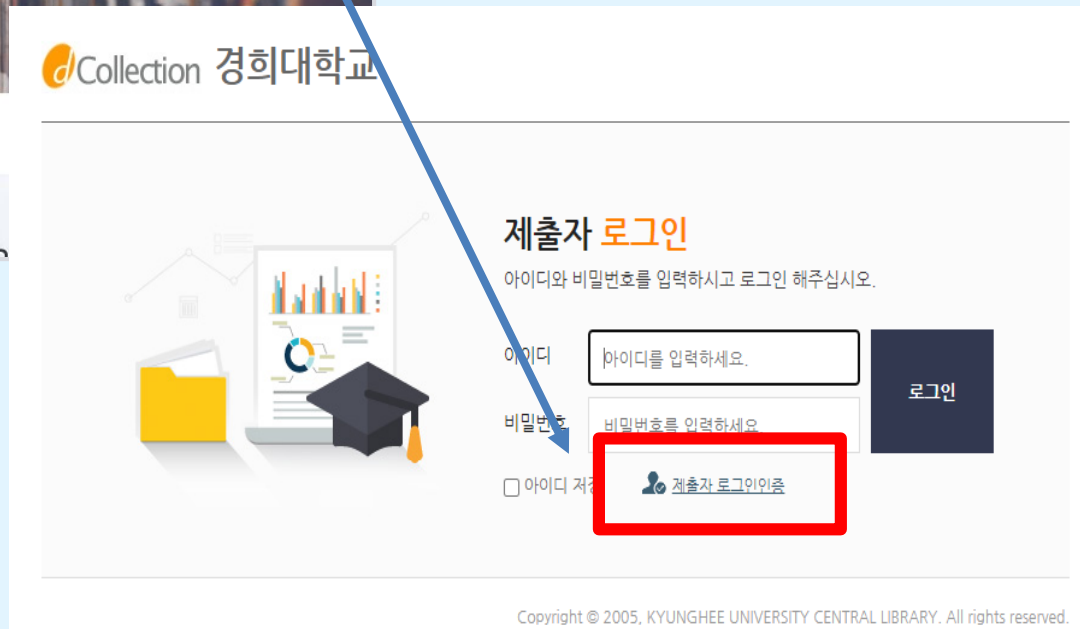 dCollection 경희대학교
제출자 로그인
아이디와 비밀번호를 입력하시고 로그인 해주십시오.
아이디
아이디를 입력하세요.
로그인
비밀번호
비밀번호를 입력하세요
아이디 저장
제출자 로그인인증
Copyright © 2005, KYUNGHEE UNIVERSITY CENTRAL LIBRARY. All rights reserved.